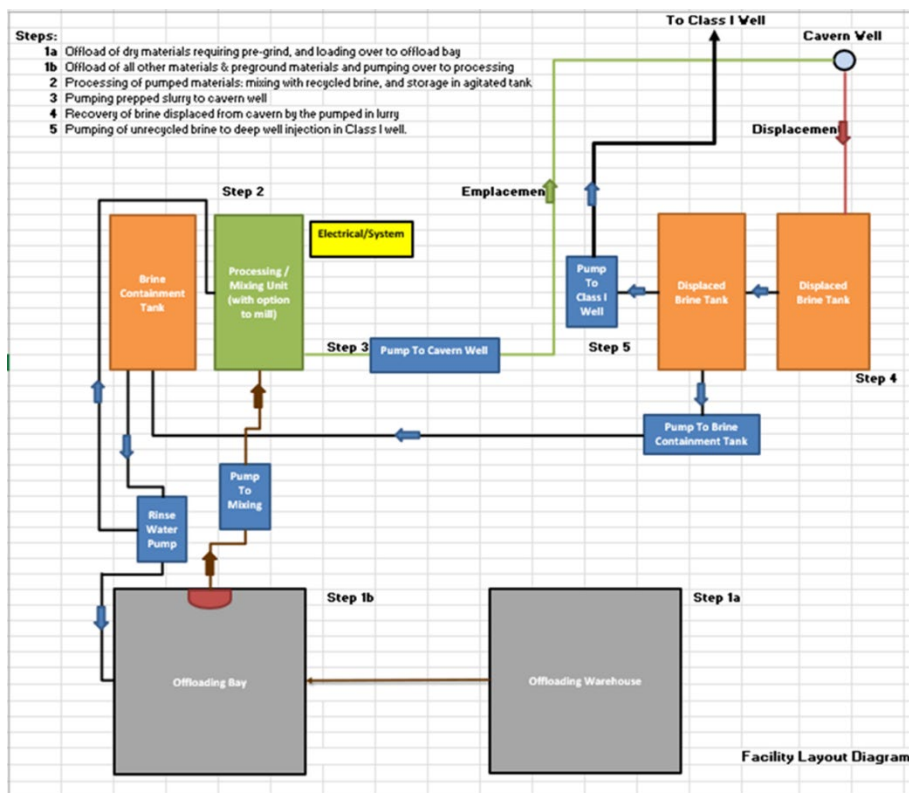 To Class I Well
Cavern Well
Steps:
1a Offload of dry materials requiring pre-grind, and loading over to offload bay
1b Offload of all other materials & preground materials and pumping over to processing
2 Processing of pumped materials: mixing with recycled brine, and storage in agitated tank
3 Pumping prepped slurry to cavern well
4 Recovery of brine displaced from cavern by the pumped in lurry
5 Pumping of unrecycled brine to deep well injection in Class I well.
Displacemen
Step 2
Emplacemen
Electrical/System
Brine
Containment
Tank
Processing /
Mixing Unit
(with option
to mill)
Pump
To
Class I
Well
Displaced
Brine Tank
Displaced
Brine Tank
Step 3
Pump To Cavern Well
Step 5
Step 4
Pump To Brine
Containment Tank
Pump
To
Mixing
Rinse
Water
Pump
Step 1b
Step 1a
Offloading Bay
Offloading Warehouse
Facility Layout Diagram